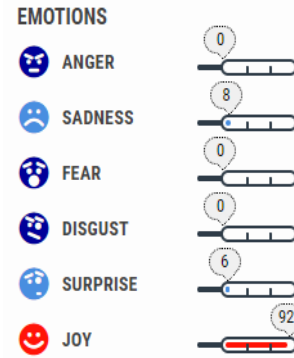 EMOTIONS
0
ANGER
8
SADNESS
0
FEAR
0
DISGUST
6
SURPRISE
92
JOY